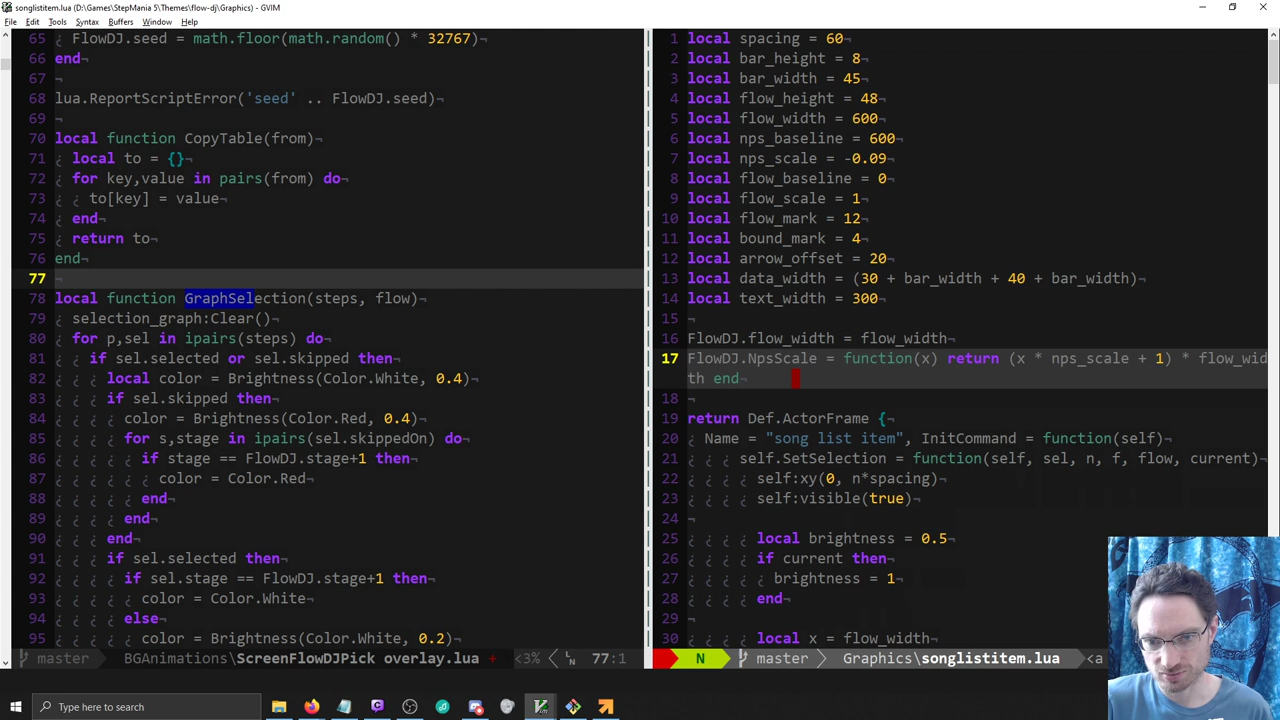 songlistitem.lua (D:\Games\StepMania 5\Themes\flow-dj\Graphics) - GVIM
File Edit Tools Syntax Buffers Window Help
65 ¿ FlowDJ.seed = math.floor(math.random() * 32767)¬
66 end¬
67 ¬
68 lua.ReportScriptError('seed' .. FlowDJ.seed)¬
69 ¬
70 local function CopyTable(from)¬
71 ¿ local to = {}¬
72 ¿ for key,value in pairs(from) do¬
73 ¿ ¿ to[key] = value¬
74 ¿ end¬
75 ¿ return to¬
76 end¬
77 ¬
78 local function GraphSelection(steps, flow)¬
79 ¿ selection_graph:Clear()¬
80 ¿ for p,sel in ipairs(steps) do¬
81 ¿ ¿ if sel.selected or sel.skipped then¬
82 ¿ ¿ ¿ local color = Brightness(Color.White, 0.4)¬
83 ¿ ¿ ¿ if sel.skipped then¬
84 ¿ ¿ ¿ ¿ color = Brightness(Color.Red, 0.4)¬
85 ¿ ¿ ¿ ¿ for s,stage in ipairs(sel.skippedOn) do¬
86 ¿ ¿ ¿ ¿ ¿ if stage == FlowDJ.stage+1 then¬
87 ¿ ¿ ¿ ¿ ¿ ¿ color = Color.Red¬
88 ¿ ¿ ¿ ¿ ¿ end¬
89 ¿ ¿ ¿ ¿ end¬
90 ¿ ¿ ¿ end¬
91 ¿ ¿ ¿ if sel.selected then¬
92 ¿ ¿ ¿ ¿ if sel.stage == FlowDJ.stage+1 then¬
93 ¿ ¿ ¿ ¿ ¿ color = Color.White¬
94 ¿ ¿ ¿ ¿ else¬
95 ¿ ¿ ¿ ¿ ¿ color = Brightness(Color.White, 0.2)¬
master BGAnimations\ScreenFlowDJPick overlay.lua + <3% 77:1
1 local spacing = 60¬
2 local bar_height = 8¬
3 local bar_width = 45¬
4 local flow_height = 48¬
5 local flow_width = 600¬
6 local nps_baseline = 600¬
7 local nps_scale = -0.09¬
8 local flow_baseline = 0¬
9 local flow_scale = 1¬
10 local flow_mark = 12¬
11 local bound_mark = 4¬
12 local arrow_offset = 20¬
13 local data_width = (30 + bar_width + 40 + bar_width)¬
14 local text_width = 300¬
15 ¬
16 FlowDJ.flow_width = flow_width¬
17 FlowDJ.NpsScale = function(x) return (x * nps_scale + 1) * flow_wid
th end¬
18 ¬
19 return Def.ActorFrame {¬
20 ¿ Name = "song list item", InitCommand = function(self)¬
21 ¿ ¿ ¿ self.SetSelection = function(self, sel, n, f, flow, current)¬
22 ¿ ¿ ¿ ¿ self:xy(0, n*spacing)¬
23 ¿ ¿ ¿ ¿ self:visible(true)¬
24 ¬
25 ¿ ¿ ¿ ¿ local brightness = 0.5¬
26 ¿ ¿ ¿ ¿ if current then¬
27 ¿ ¿ ¿ ¿ ¿ brightness = 1¬
28 ¿ ¿ ¿ ¿ end¬
29 ¬
30 ¿ ¿ ¿ ¿ local x = flow_width¬
N master Graphics\songlistitem.lua <a
Type here to search